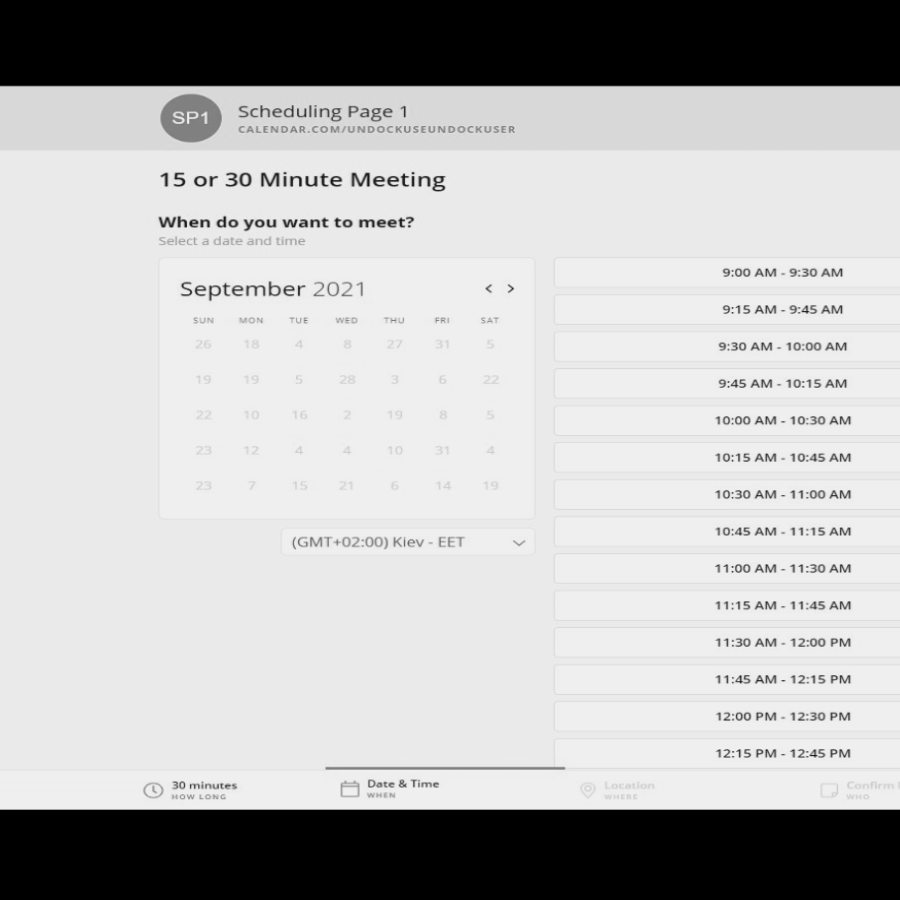 SP1
Scheduling Page 1
CALENDAR.COM/UNDOCKUSEUNDOCKUSER
15 or 30 Minute Meeting
When do you want to meet?
Select a date and time
September 2021
< >
SUN MON TUE WED THU FRI SAT
26 18 4 8 27 31 5
19 19 5 28 3 6 22
22 10 16 2 19 8 5
23 12 4 4 10 31 4
23 7 15 21 6 14 19
(GMT+02:00) Kiev - EET
9:00 AM - 9:30 AM
9:15 AM - 9:45 AM
9:30 AM - 10:00 AM
9:45 AM - 10:15 AM
10:00 AM - 10:30 AM
10:15 AM - 10:45 AM
10:30 AM - 11:00 AM
10:45 AM - 11:15 AM
11:00 AM - 11:30 AM
11:15 AM - 11:45 AM
11:30 AM - 12:00 PM
11:45 AM - 12:15 PM
12:00 PM - 12:30 PM
12:15 PM - 12:45 PM
30 minutes
HOW LONG
Date & Time
WHEN
Location
WHERE
Confirm
WHO